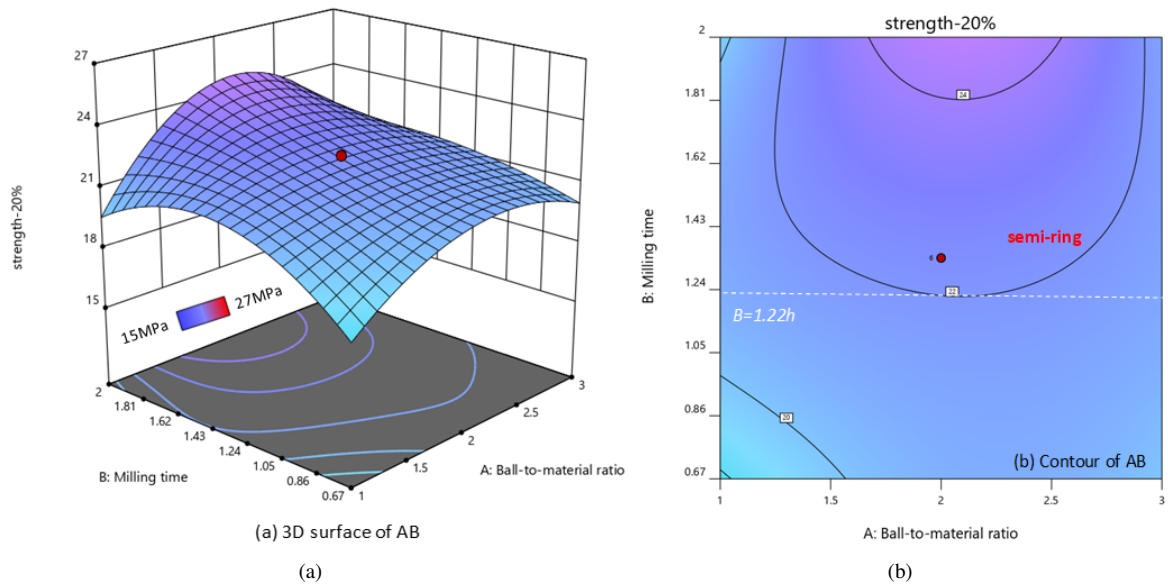 27
24
21
18
15
strength-20%
15MPa
27MPa
2
1.81
1.62
1.43
1.24
1.05
0.86
0.67
1
1.5
2
2.5
3
B: Milling time
A: Ball-to-material ratio
(a) 3D surface of AB
(a)
strength-20%
2
1.81
1.62
1.43
1.24
1.05
0.86
0.67
B: Milling time
24
semi-ring
6
22
B=1.22h
20
(b) Contour of AB
1
1.5
2
2.5
3
A: Ball-to-material ratio
(b)